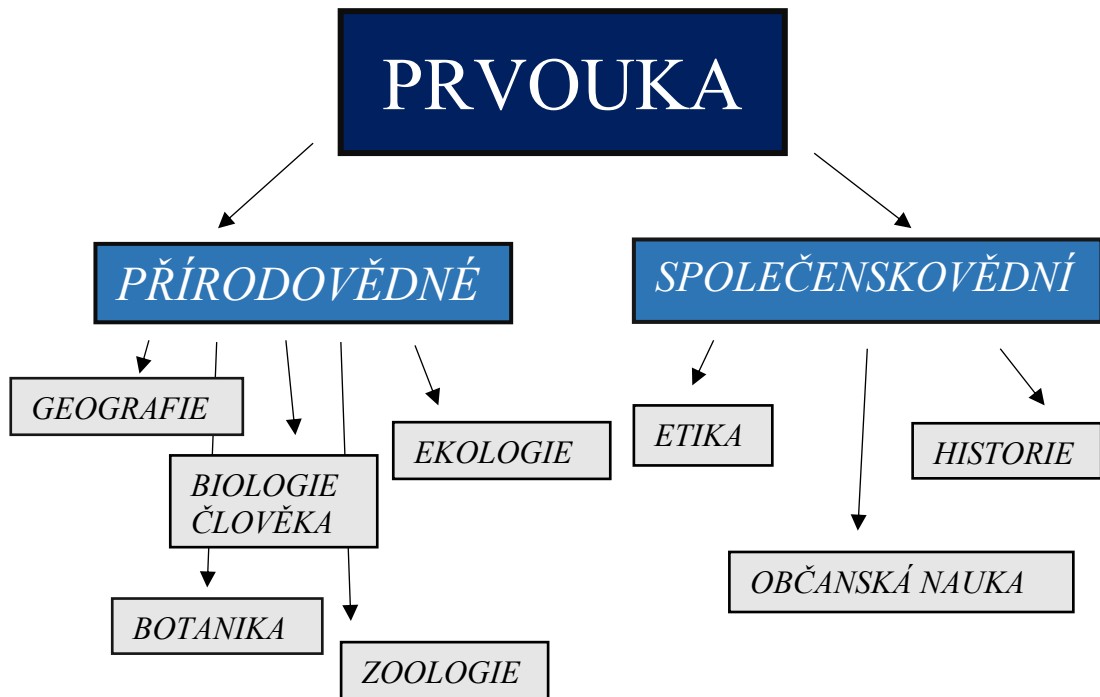 PRVOUKA
PŘÍRODOVĚDNÉ
SPOLEČENSKOVĚDNÍ
GEOGRAFIE
ETIKA
EKOLOGIE
HISTORIE
BIOLOGIE
ČLOVĚKA
OBČANSKÁ NAUKA
BOTANIKA
ZOOLOGIE